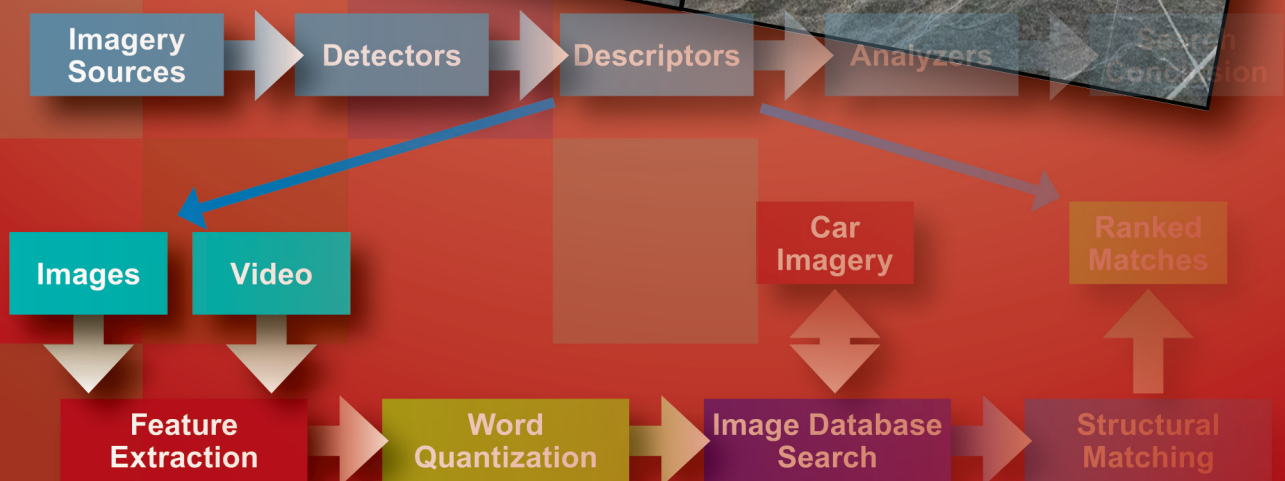 Imagery
Sources
Detectors
Descriptors
Analyzers
Search
Conclusion
Images
Video
Car
Imagery
Ranked
Matches
Feature
Extraction
Word
Quantization
Image Database
Search
Structural
Matching